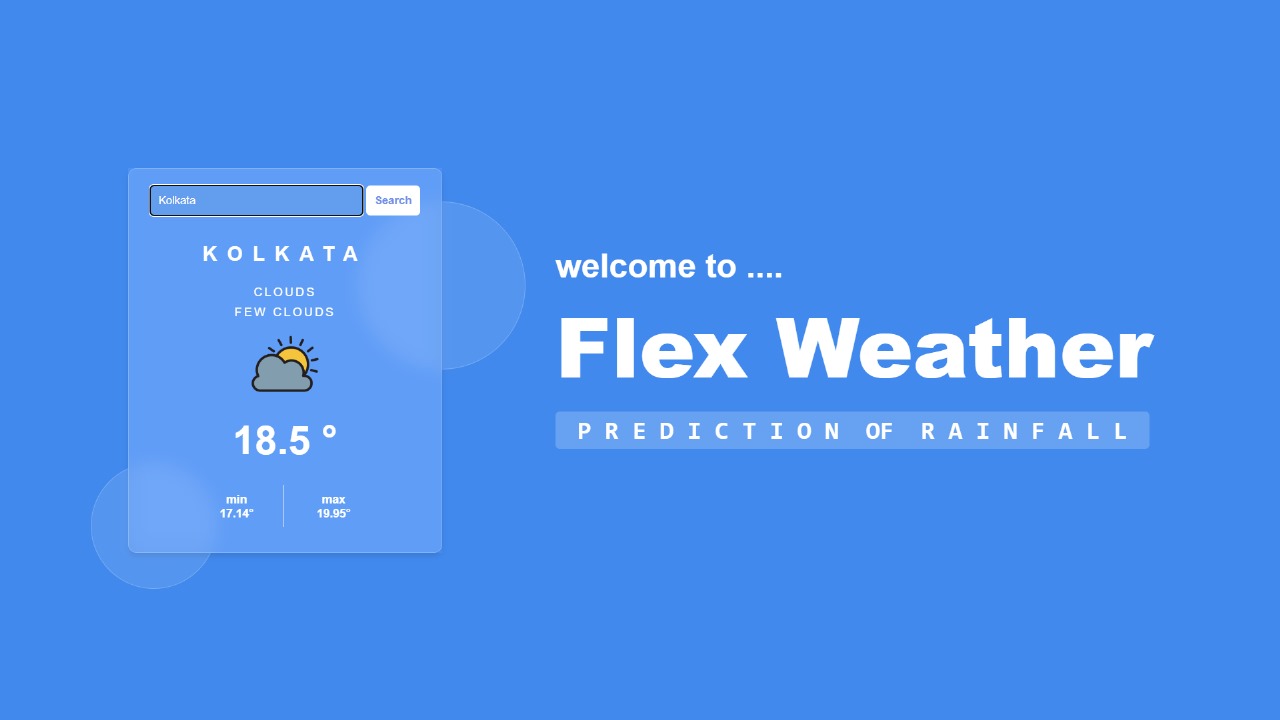 Kolkata
Search
KOLKATA
CLOUDS
FEW CLOUDS
18.5 °
min
17.14°
max
19.95°
welcome to ....
Flex Weather
PREDICTION OF RAINFALL